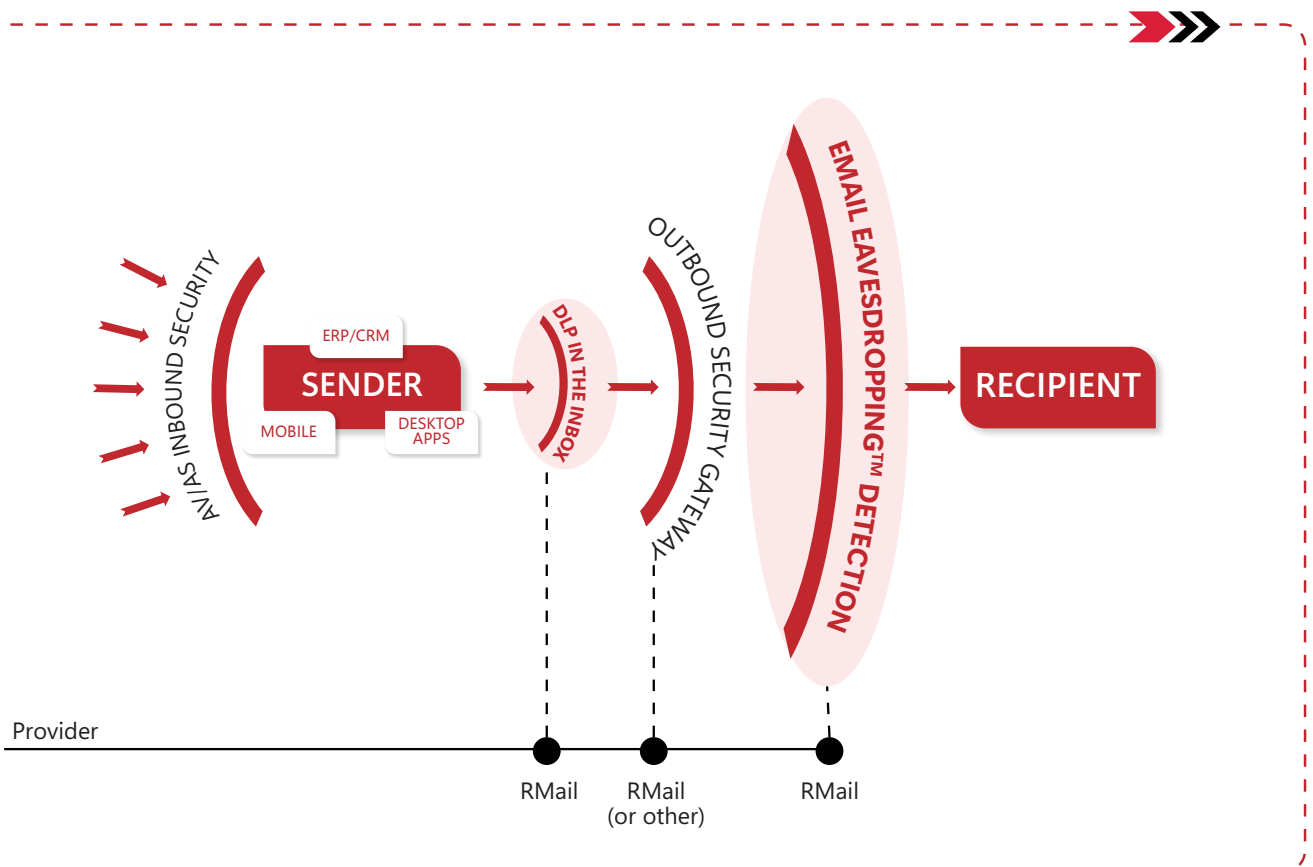 AV/AS INBOUND SECURITY
ERP/CRM
SENDER
MOBILE
DESKTOP
APPS
DLP IN THE INBOX
OUTBOUND SECURITY GATEWAY
EMAIL EAVESDROPPING™ DETECTION
RECIPIENT
Provider
RMail
RMail
(or other)
RMail